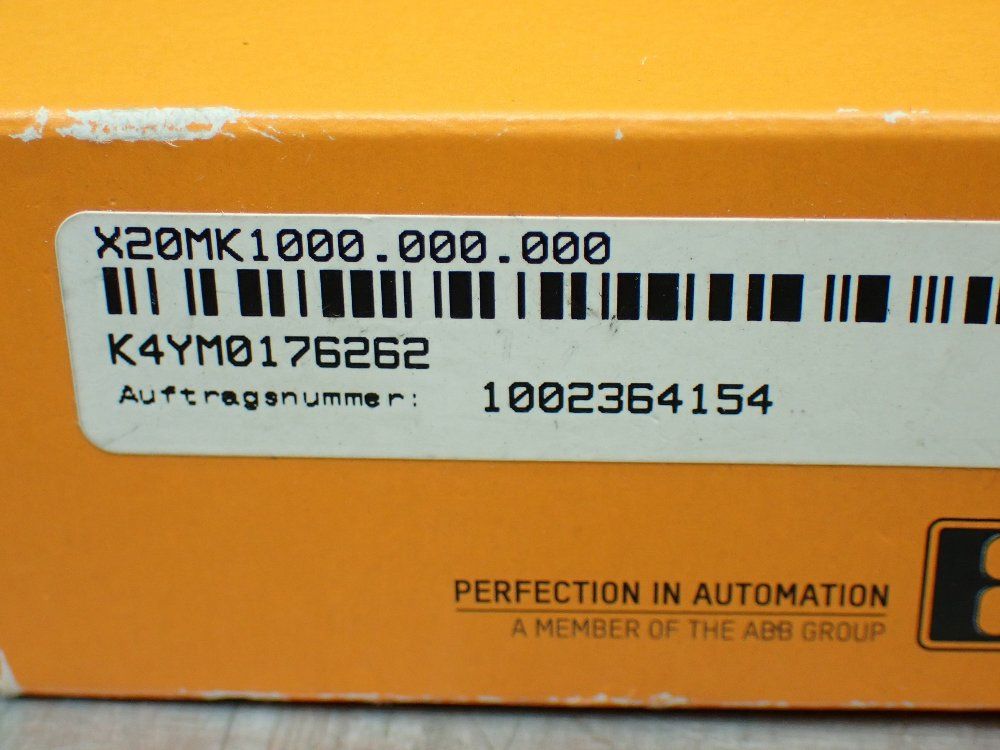 X20MK1000.000.000
K4YM0176262
Auftragsnummer: 1002364154
PERFECTION IN AUTOMATION
A MEMBER OF THE ABB GROUP